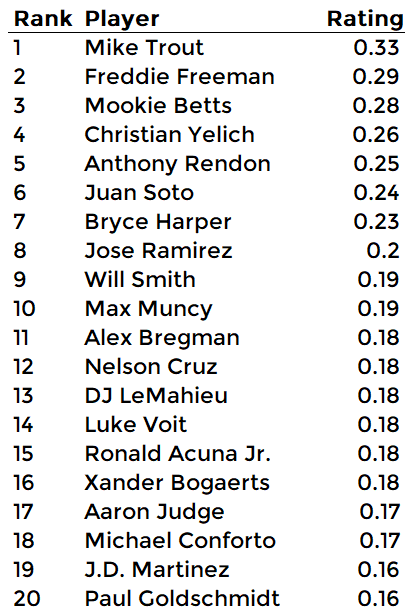 Rank Player Rating
1 Mike Trout 0.33
2 Freddie Freeman 0.29
3 Mookie Betts 0.28
4 Christian Yelich 0.26
5 Anthony Rendon 0.25
6 Juan Soto 0.24
7 Bryce Harper 0.23
8 Jose Ramirez 0.2
9 Will Smith 0.19
10 Max Muncy 0.19
11 Alex Bregman 0.18
12 Nelson Cruz 0.18
13 DJ LeMahieu 0.18
14 Luke Voit 0.18
15 Ronald Acuna Jr. 0.18
16 Xander Bogaerts 0.18
17 Aaron Judge 0.17
18 Michael Conforto 0.17
19 J.D. Martinez 0.16
20 Paul Goldschmidt 0.16